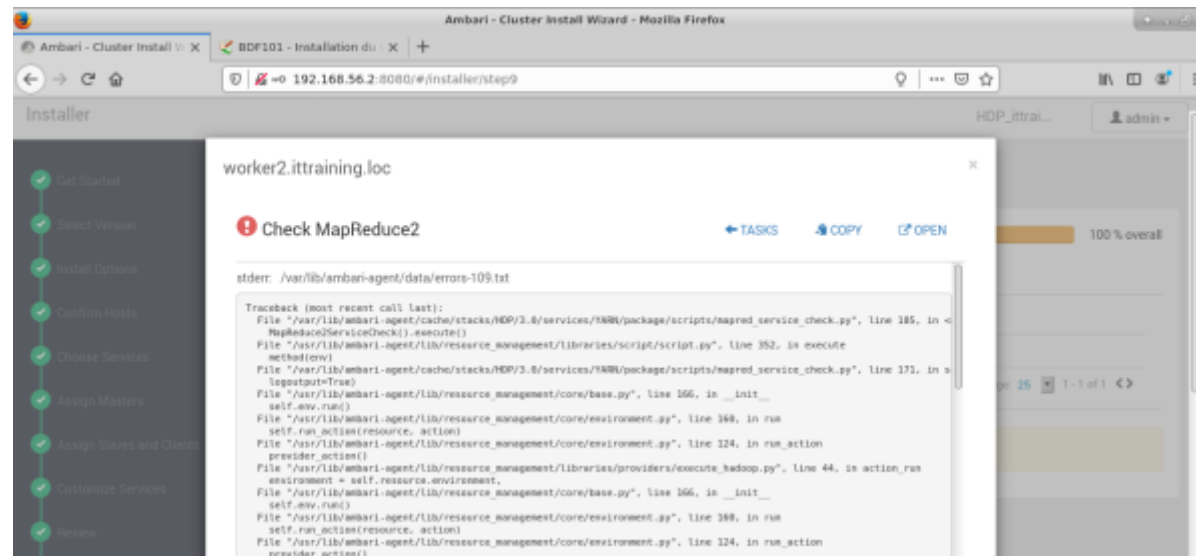 Ambari - Cluster Install Wizard - Mozilla Firefox
Ambari - Cluster Install W
BDF101 - Installation du
192.168.56.2:8080/#/installer/step9
Installer
HDP_ittrai...
admin
worker2.ittraining.loc
Get Started
Select Version
Check MapReduce2
TASKS
COPY
OPEN
100 % overall
Install Options
stderr: /var/lib/ambari-agent/data/errors-109.txt
Confirm Hosts
Traceback (most recent call last):
File "/var/lib/ambari-agent/cache/stacks/HDP/3.0/services/YARN/package/scripts/mapred_service_check.py", line 185, in <
MapReduce2ServiceCheck().execute()
File "/usr/lib/ambari-agent/lib/resource_management/libraries/script/script.py", line 352, in execute
method(env)
Choose Services
File "/var/lib/ambari-agent/cache/stacks/HDP/3.0/services/YARN/package/scripts/mapred_service_check.py", line 171, in s
logoutput=True)
25
1 - 1 of 1
File "/usr/lib/ambari-agent/lib/resource_management/core/base.py", line 166, in __init__
self.env.run()
Assign Masters
File "/usr/lib/ambari-agent/lib/resource_management/core/environment.py", line 160, in run
self.run_action(resource, action)
File "/usr/lib/ambari-agent/lib/resource_management/core/environment.py", line 124, in run_action
provider_action()
Assign Slaves and Clients
File "/usr/lib/ambari-agent/lib/resource_management/libraries/providers/execute_hadoop.py", line 44, in action_run
environment = self.resource.environment,
Customize Services
File "/usr/lib/ambari-agent/lib/resource_management/core/base.py", line 166, in __init__
self.env.run()
File "/usr/lib/ambari-agent/lib/resource_management/core/environment.py", line 160, in run
self.run_action(resource, action)
Review
File "/usr/lib/ambari-agent/lib/resource_management/core/environment.py", line 124, in run_action
provider_action()